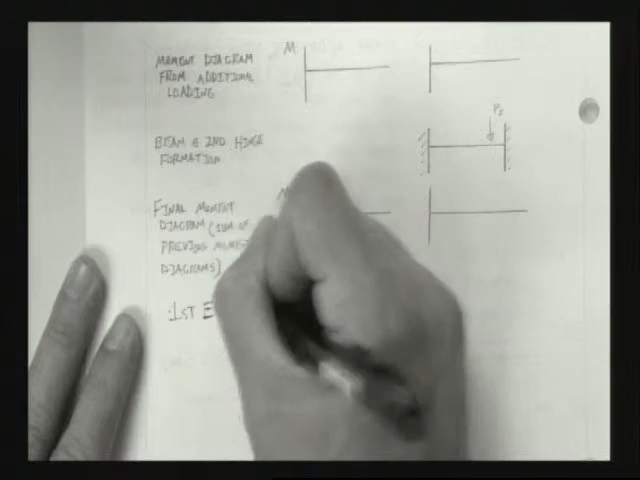 MOMENT DIAGRAM M
FROM ADDITIONAL
LOADING
P2
BEAM @ 2ND HINGE
FORMATION
FINAL MOMENT M
DIAGRAM (SUM OF
PREVIOUS
DIAGRAMS)
1ST E